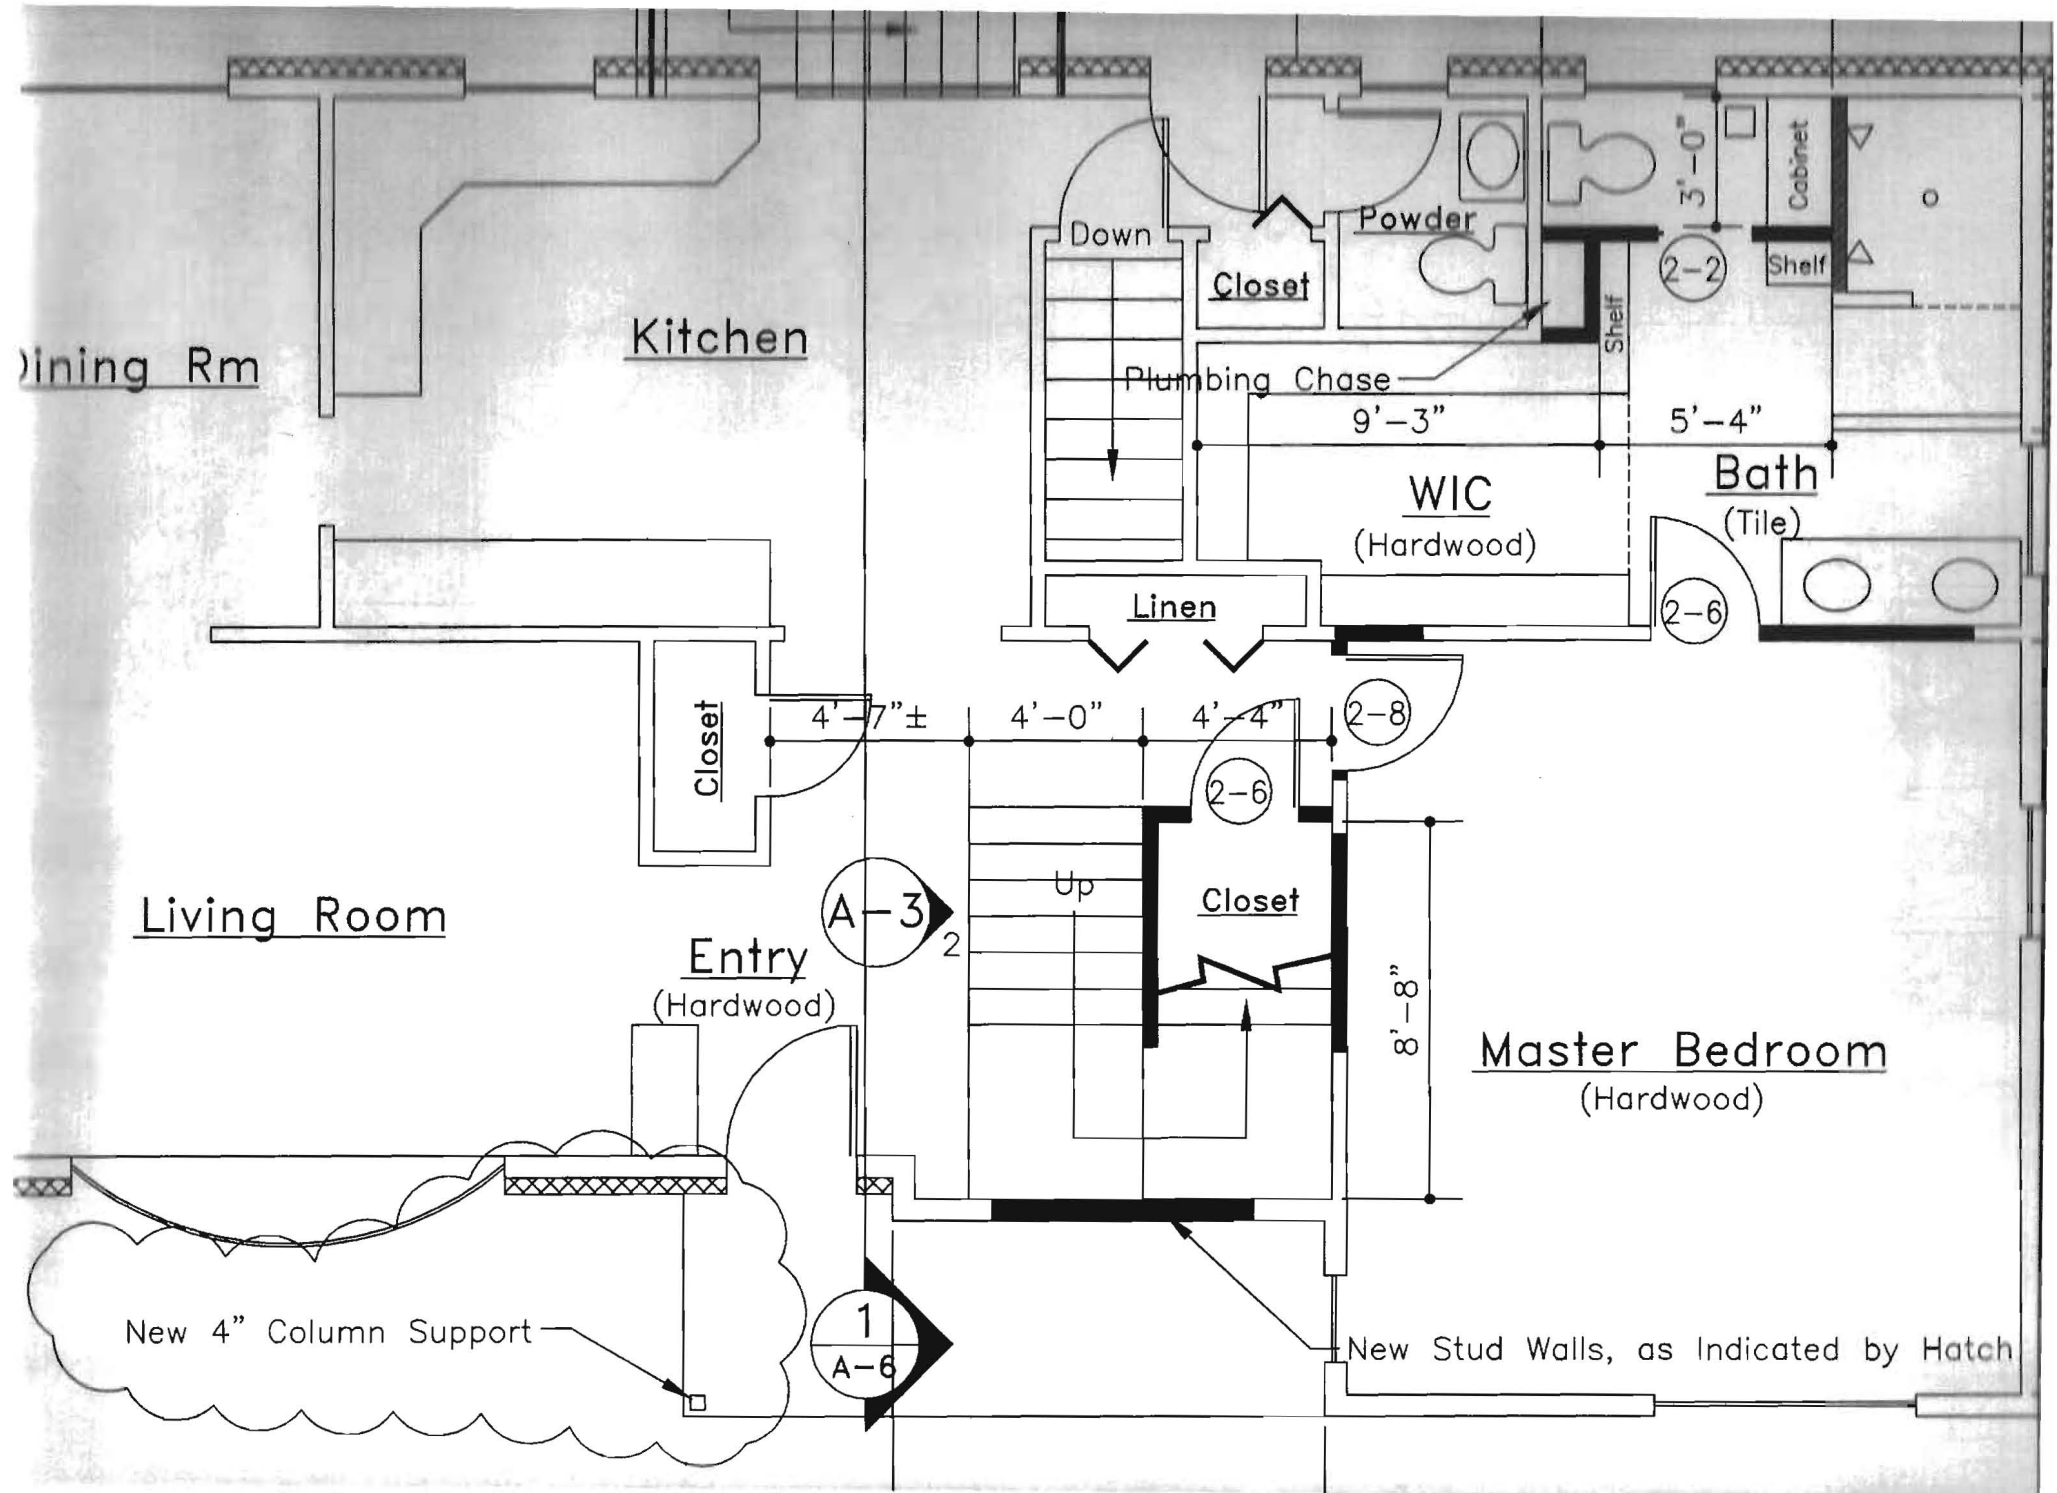 3'-0"
Cabinet
Powder
Down
Closet
2-2
Shelf
Shelf
Dining Rm
Kitchen
Plumbing Chase
9'-3"
5'-4"
Bath
(Tile)
WIC
(Hardwood)
Linen
2-6
Closet
4'-7"±
4'-0"
4'-4"
2-8
2-6
Up
Closet
A-3
2
Living Room
Entry
(Hardwood)
8'-8"
Master Bedroom
(Hardwood)
New 4" Column Support
1
A-6
New Stud Walls, as Indicated by Hatch